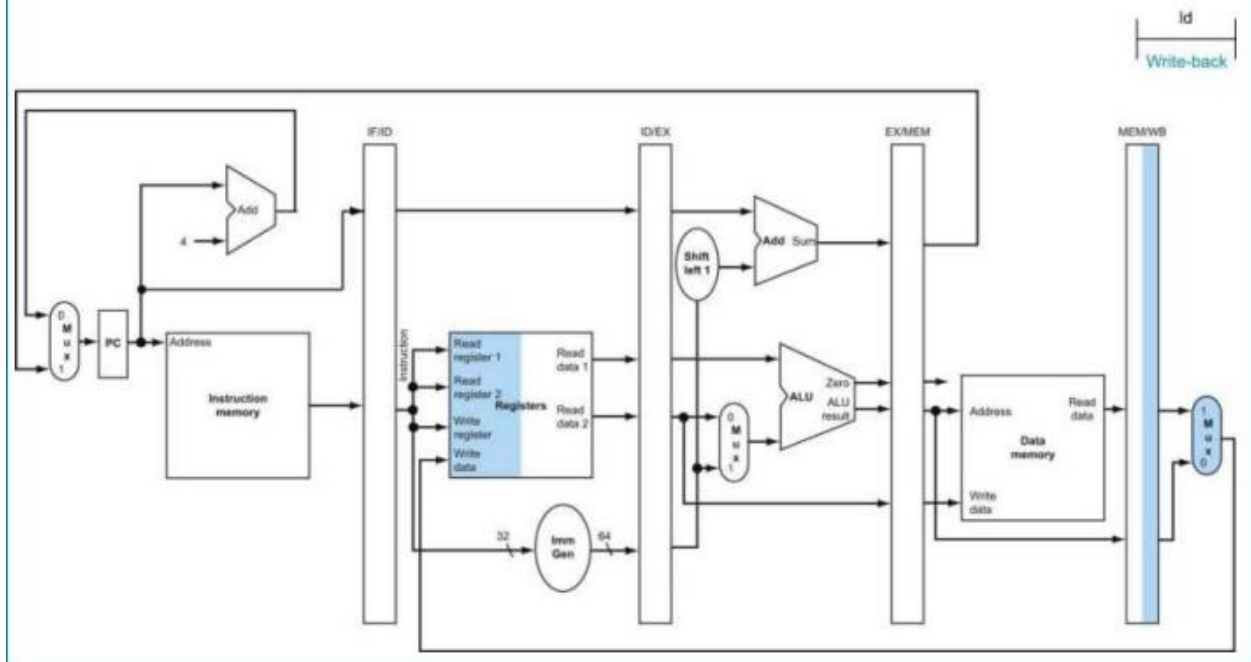 ld
Write-back
IF/ID
ID/EX
EX/MEM
MEM/WB
Add
4
Add Sum
Shift
left 1
0
M
u
x
1
PC
Address
Instruction
memory
Instruction
Read
register 1
Read
register 2
Registers
Write
register
Write
data
Read
data 1
Read
data 2
0
M
u
x
1
Zero
ALU
ALU
result
Address
Read
data
Data
memory
Write
data
1
M
u
x
0
32
Imm
Gen
64